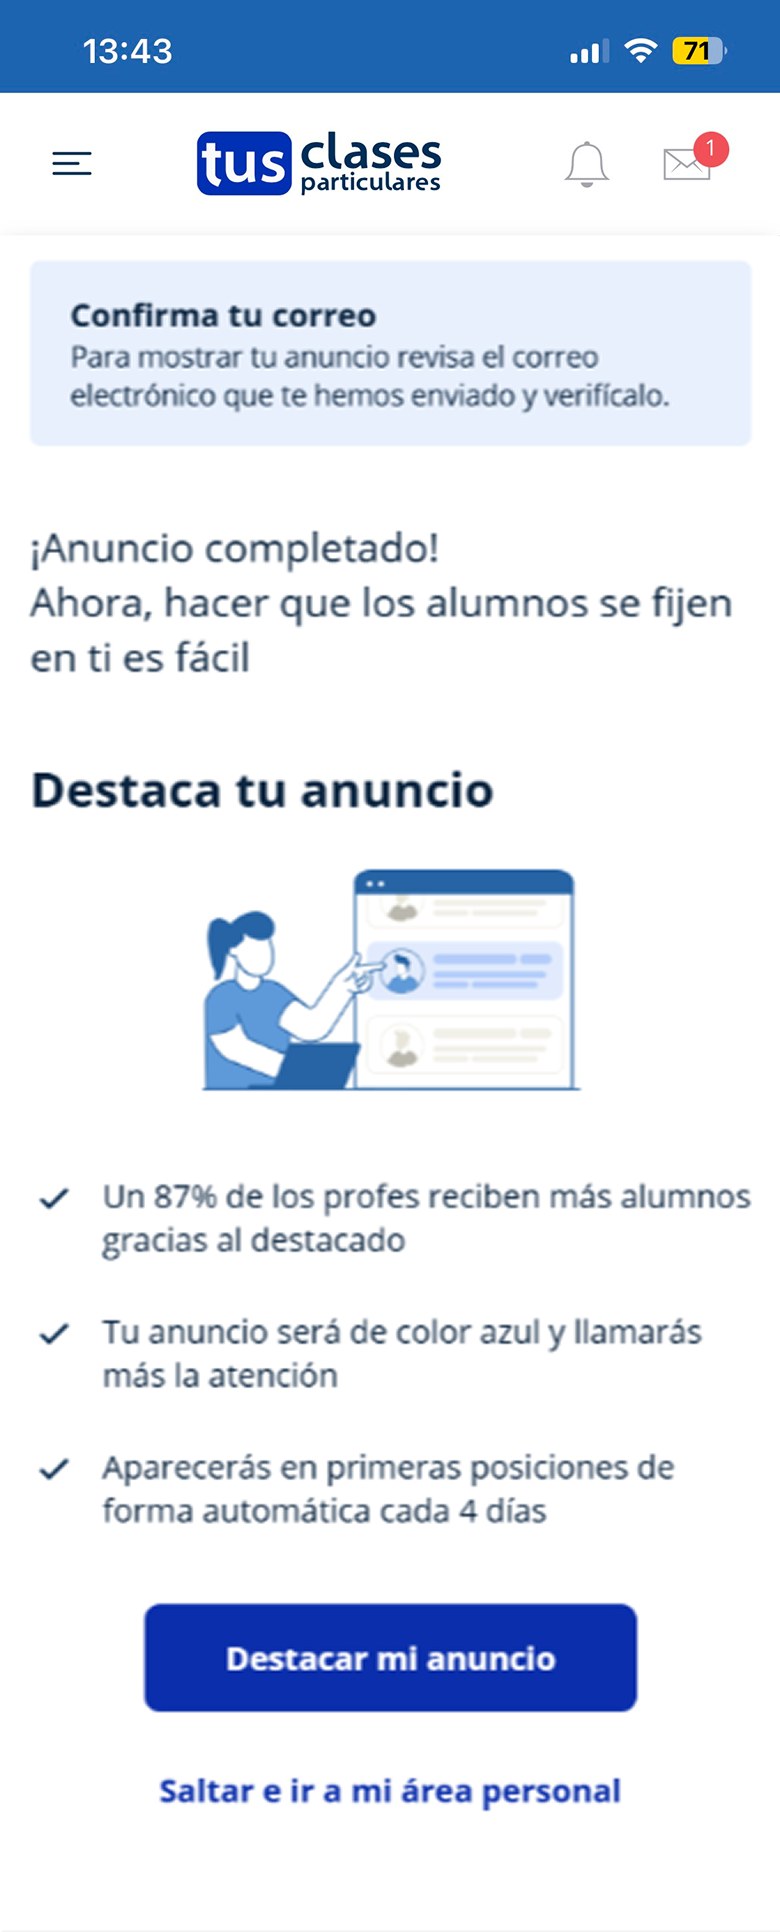 13:43
71
tus clases
particulares
1
Confirma tu correo
Para mostrar tu anuncio revisa el correo
electrónico que te hemos enviado y verifícalo.
¡Anuncio completado!
Ahora, hacer que los alumnos se fijen
en ti es fácil
Destaca tu anuncio
Un 87% de los profes reciben más alumnos
gracias al destacado
Tu anuncio será de color azul y llamarás
más la atención
Aparecerás en primeras posiciones de
forma automática cada 4 días
Destacar mi anuncio
Saltar e ir a mi área personal